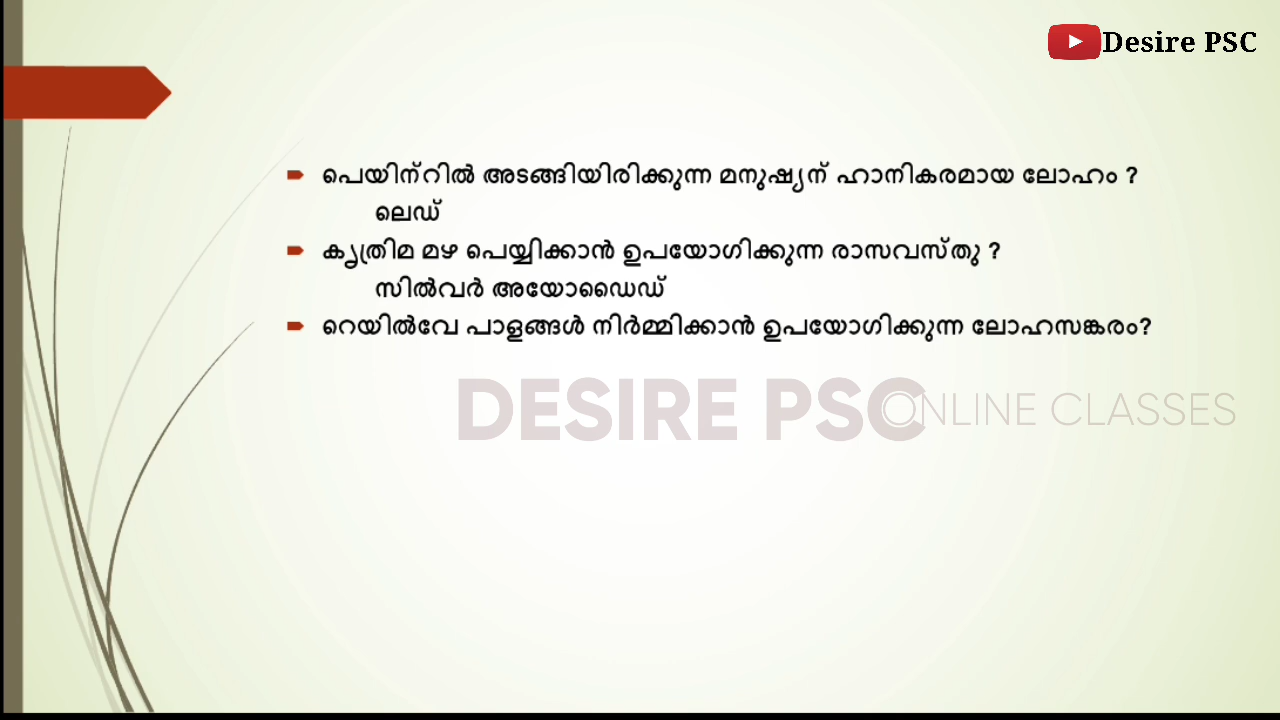 Desire PSC
പെയിന്റിൽ അടങ്ങിയിരിക്കുന്ന മനുഷ്യന് ഹാനികരമായ ലോഹം ?
ലെഡ്
കൃത്രിമ മഴ പെയ്യിക്കാൻ ഉപയോഗിക്കുന്ന രാസവസ്തു ?
സിൽവർ അയോഡൈഡ്
റെയിൽവേ പാളങ്ങൾ നിർമ്മിക്കാൻ ഉപയോഗിക്കുന്ന ലോഹസങ്കരം?
DESIRE PSC ONLINE CLASSES